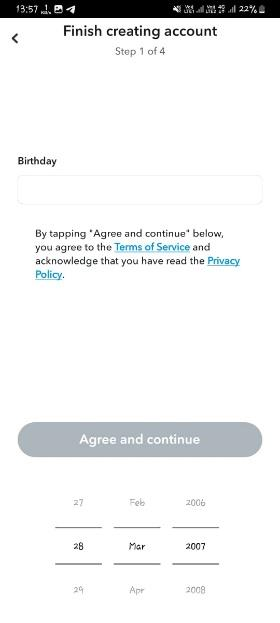 13:57
22%
Finish creating account
Step 1 of 4
Birthday
By tapping "Agree and continue" below,
you agree to the Terms of Service and
acknowledge that you have read the Privacy
Policy.
Agree and continue
27 Feb 2006
28 Mar 2007
29 Apr 2008